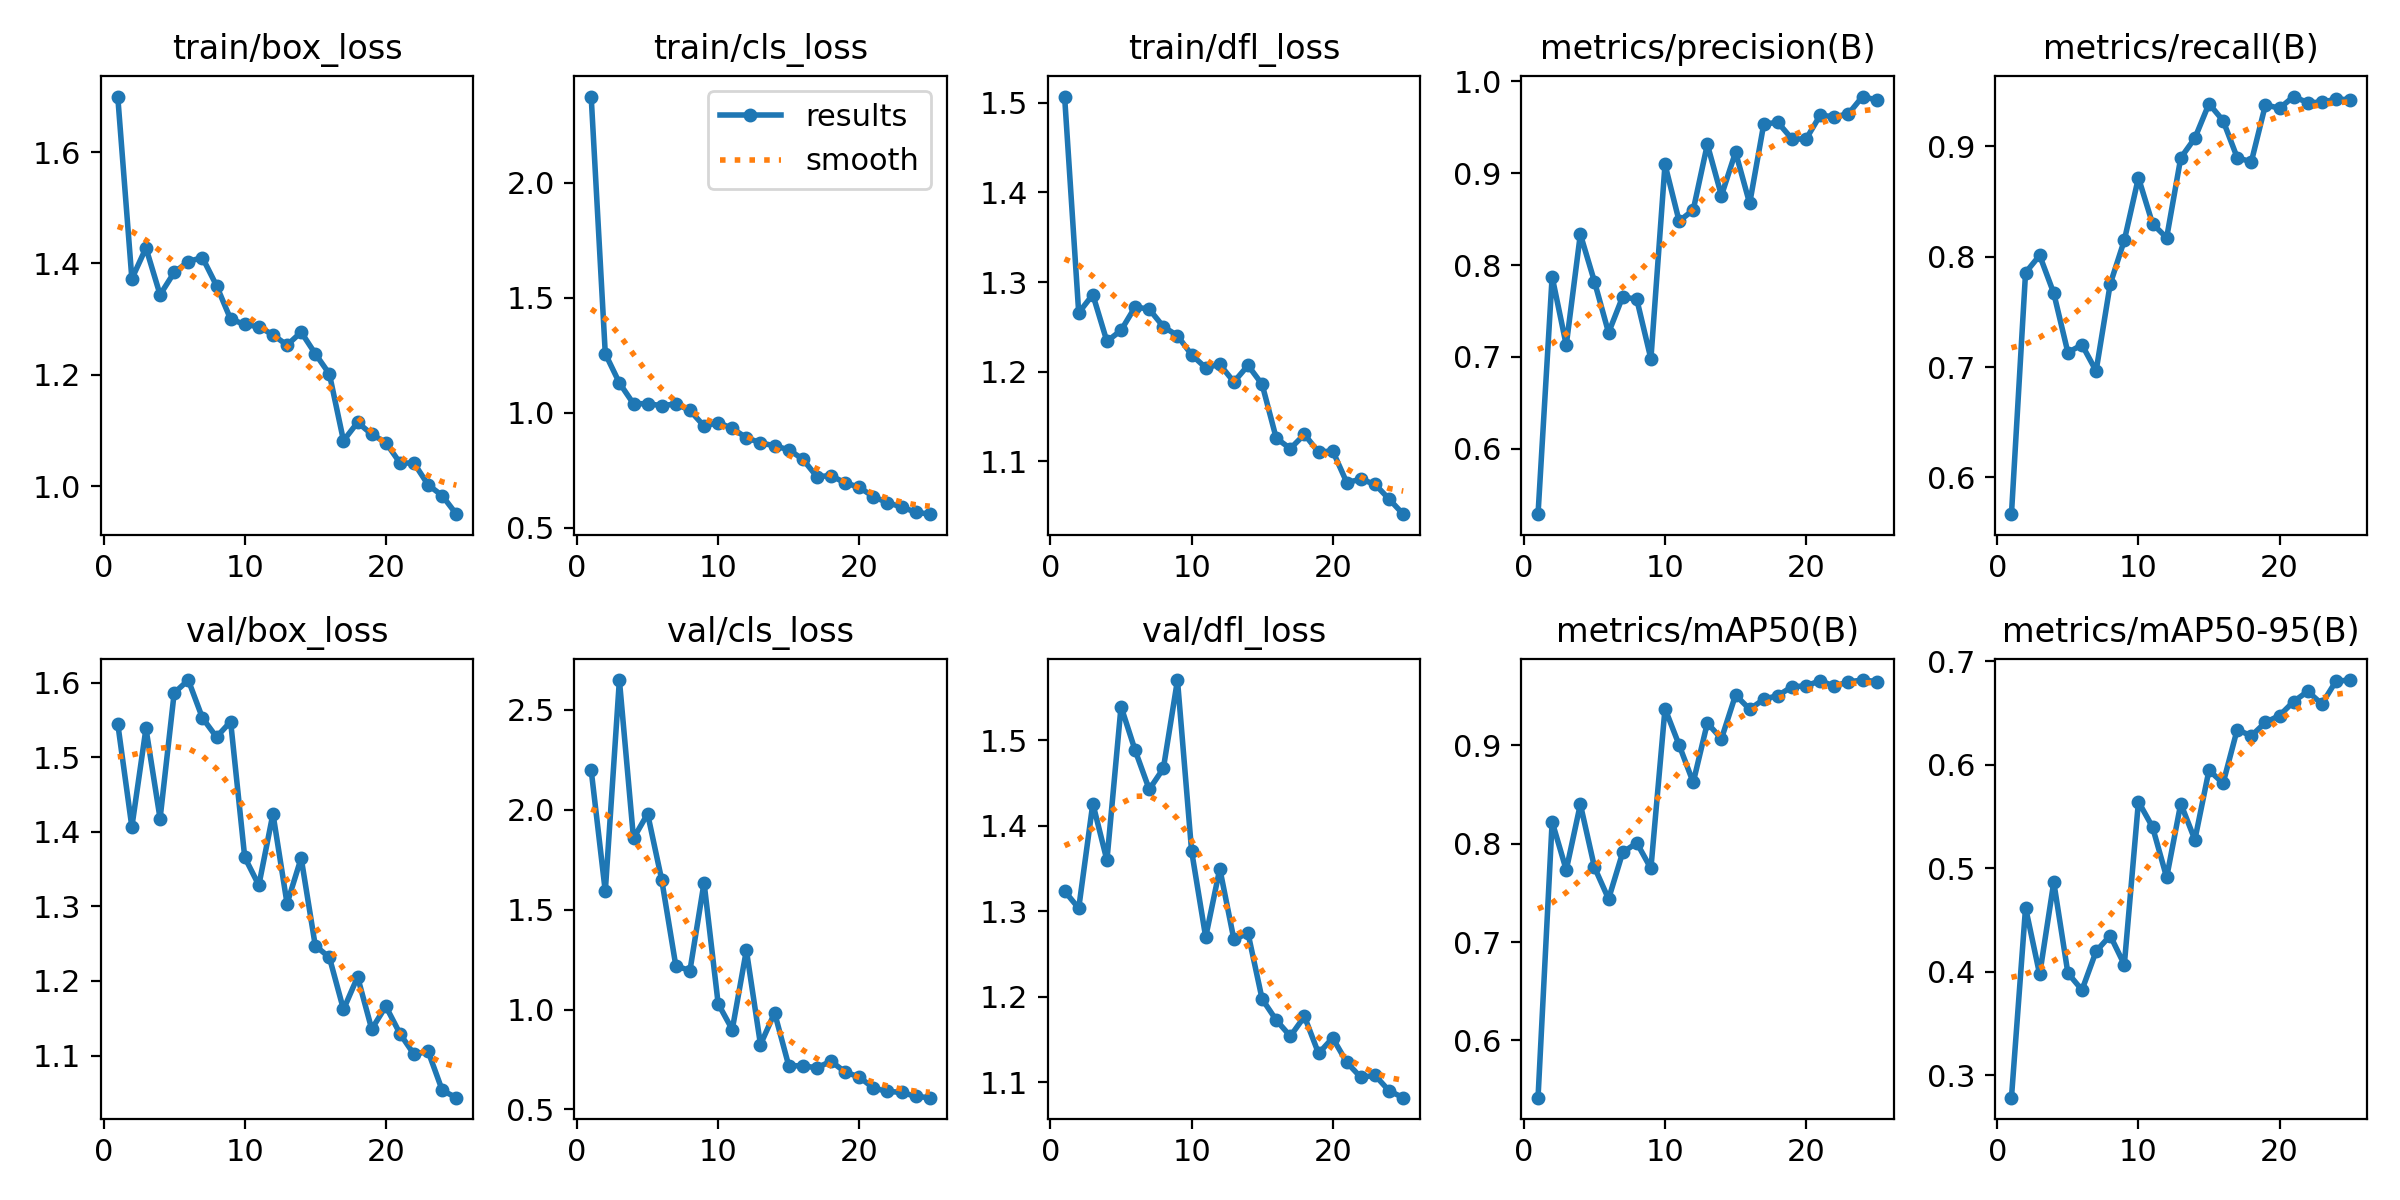 train/box_loss
1.6
1.4
1.2
1.0
0 10 20
train/cls_loss
results
smooth
2.0
1.5
1.0
0.5
0 10 20
train/dfl_loss
1.5
1.4
1.3
1.2
1.1
0 10 20
metrics/precision(B)
1.0
0.9
0.8
0.7
0.6
0 10 20
metrics/recall(B)
0.9
0.8
0.7
0.6
0 10 20
val/box_loss
1.6
1.5
1.4
1.3
1.2
1.1
0 10 20
val/cls_loss
2.5
2.0
1.5
1.0
0.5
0 10 20
val/dfl_loss
1.5
1.4
1.3
1.2
1.1
0 10 20
metrics/mAP50(B)
0.9
0.8
0.7
0.6
0 10 20
metrics/mAP50-95(B)
0.7
0.6
0.5
0.4
0.3
0 10 20